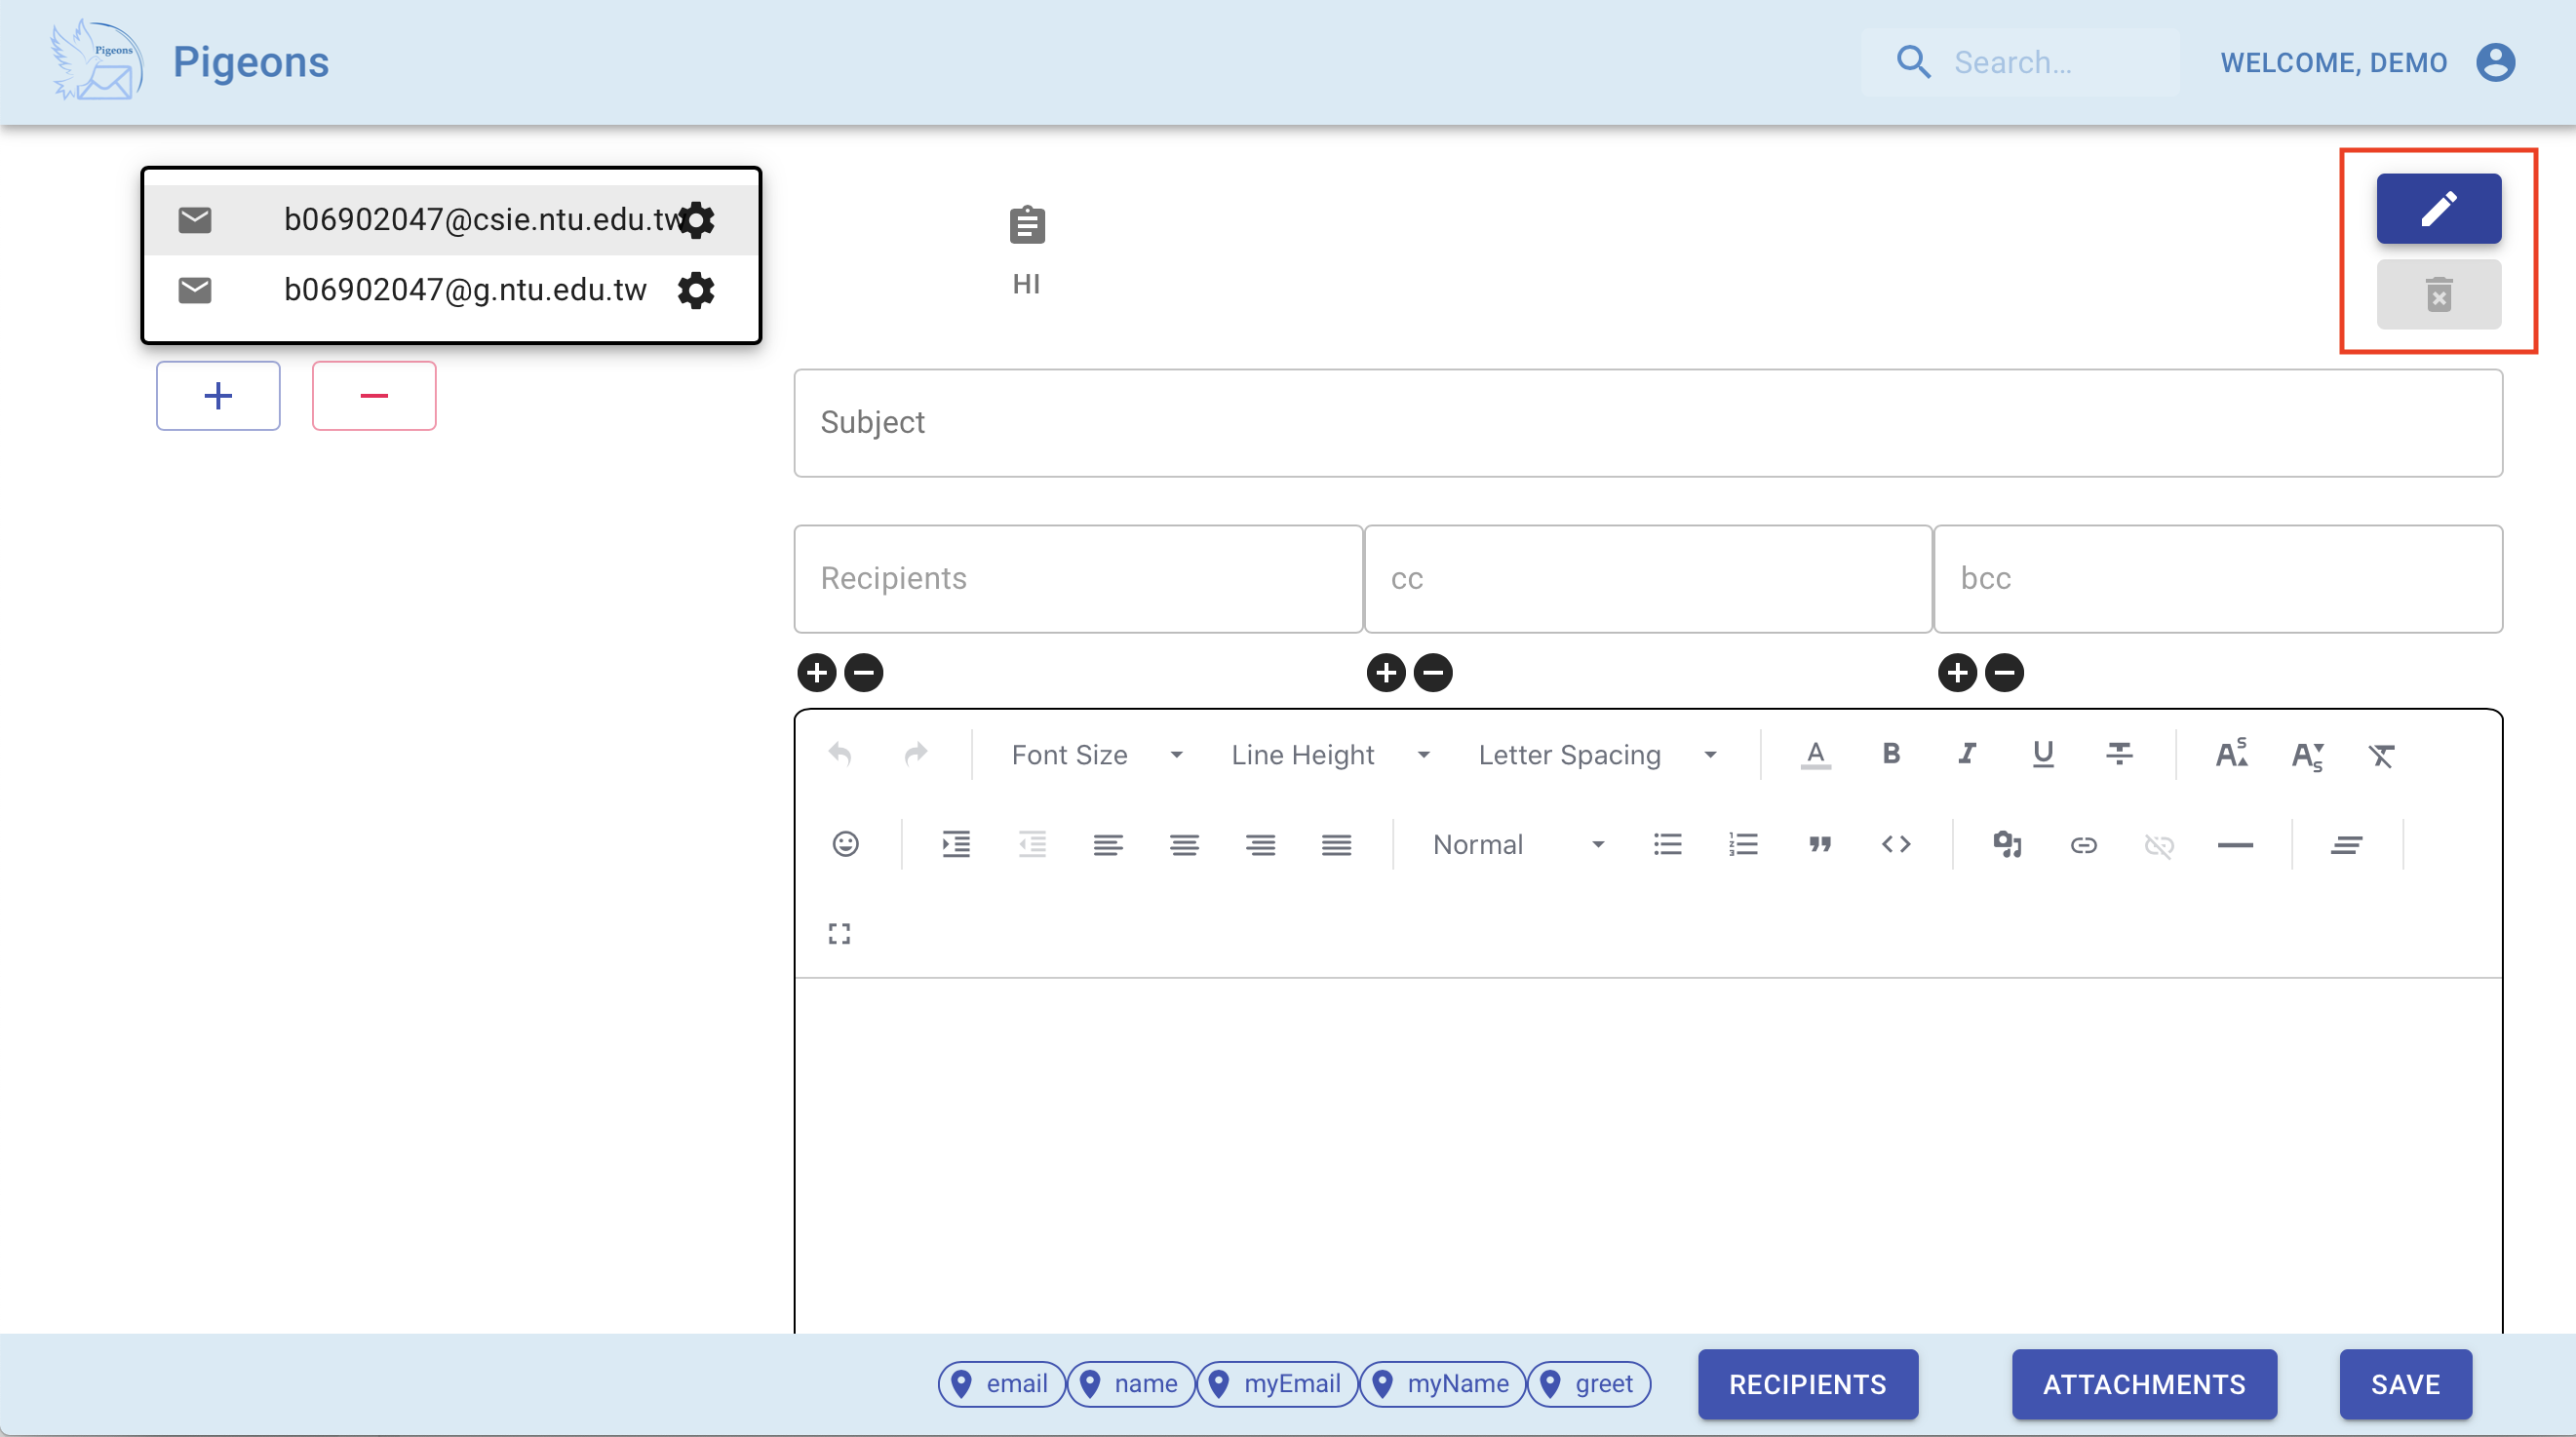 Pigeons
Pigeons
Search...
WELCOME, DEMO
b06902047@csie.ntu.edu.tw
b06902047@g.ntu.edu.tw
HI
Subject
Recipients
cc
bcc
Font Size
Line Height
Letter Spacing
Normal
email
name
myEmail
myName
greet
RECIPIENTS
ATTACHMENTS
SAVE